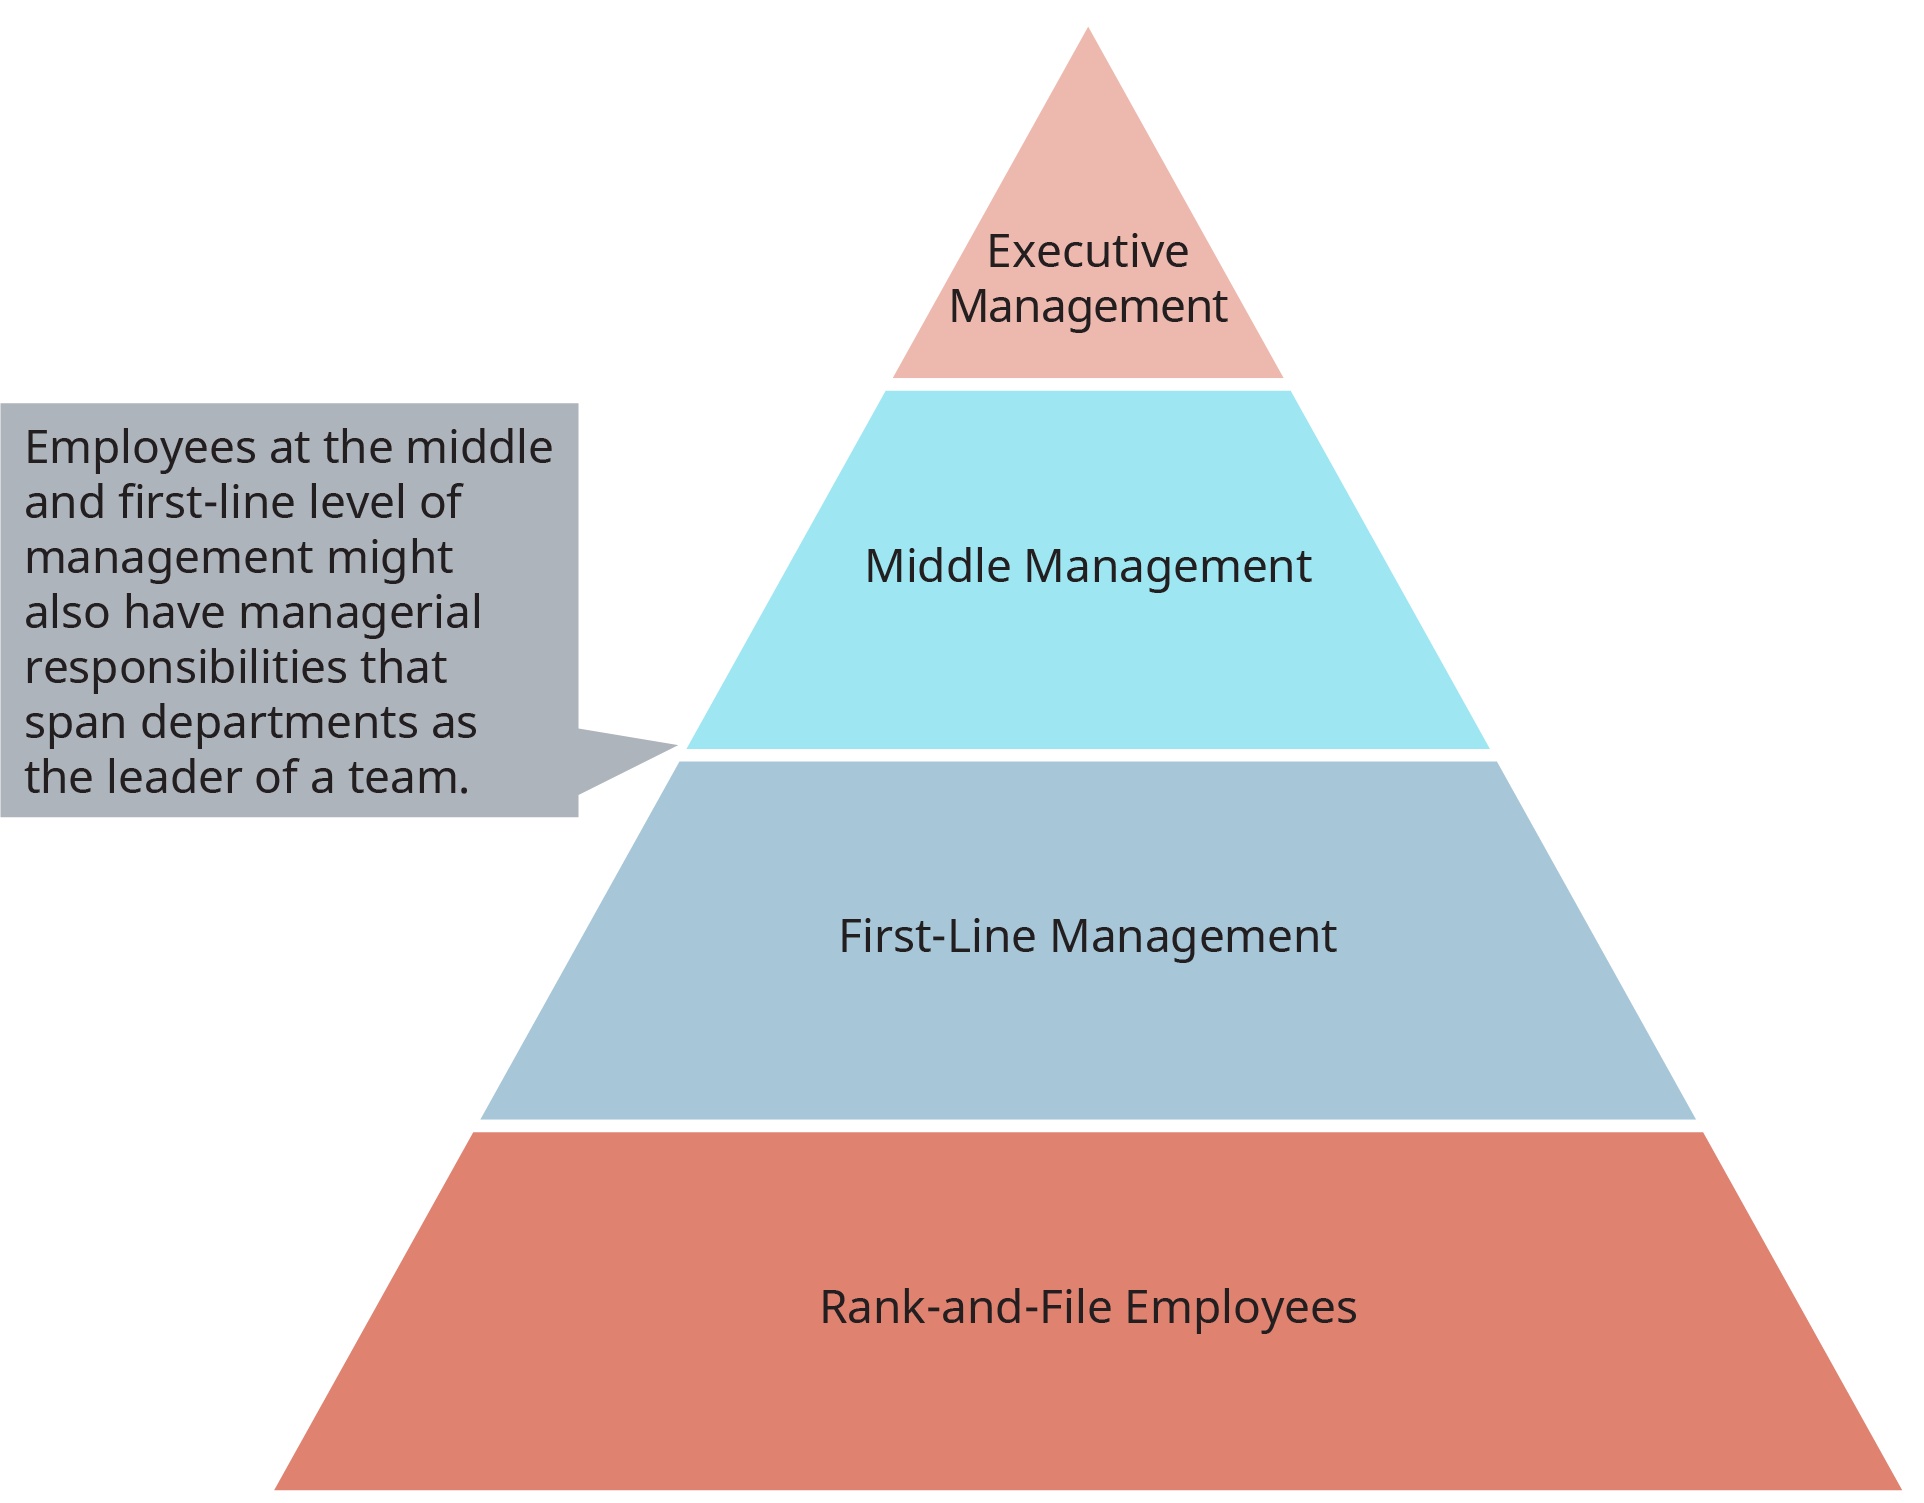 Executive
Management
Employees at the middle
and first-line level of
management might
also have managerial
responsibilities that
span departments as
the leader of a team.
Middle Management
First-Line Management
Rank-and-File Employees